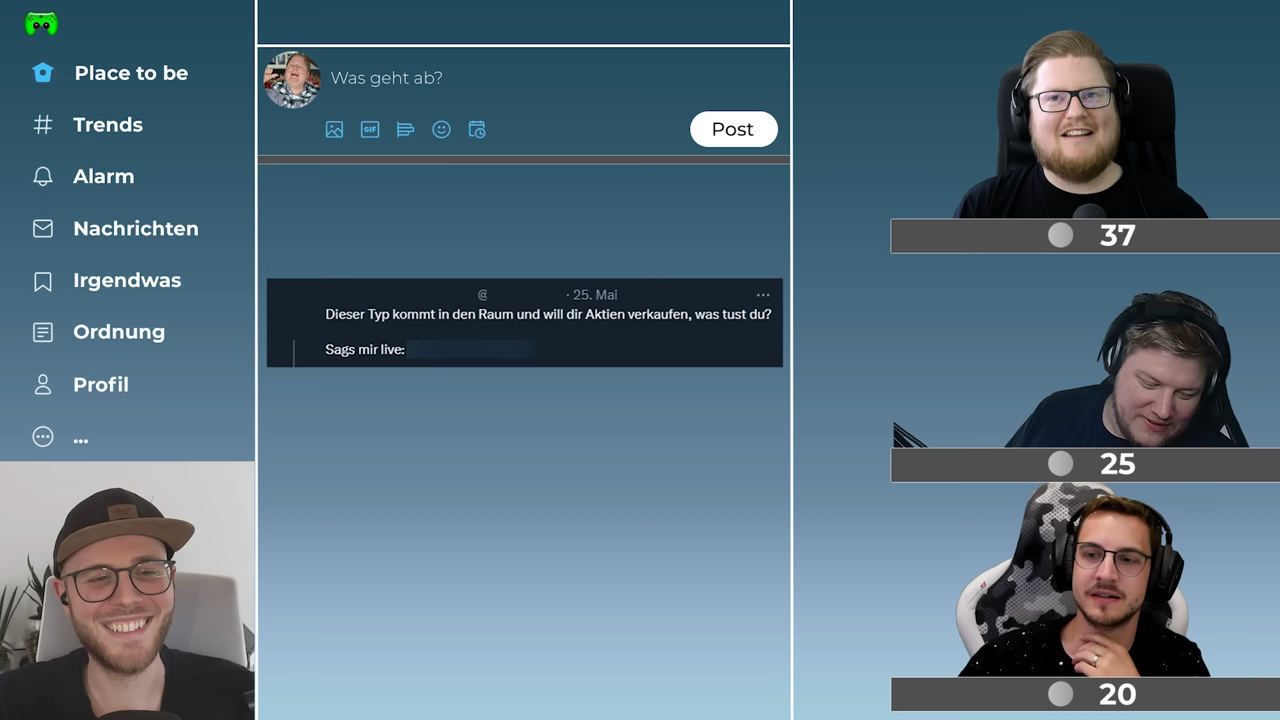 Place to be
Trends
Alarm
Nachrichten
Irgendwas
Ordnung
Profil
...
Was geht ab?
GIF
Post
@ · 25. Mai ...
Dieser Typ kommt in den Raum und will dir Aktien verkaufen, was tust du?
Sags mir live:
37
25
20